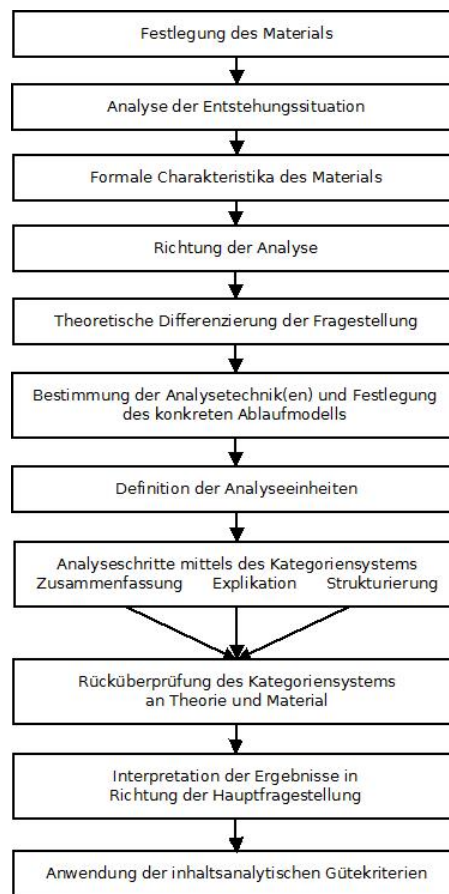 Festlegung des Materials
Analyse der Entstehungssituation
Formale Charakteristika des Materials
Richtung der Analyse
Theoretische Differenzierung der Fragestellung
Bestimmung der Analysetechnik(en) und Festlegung
des konkreten Ablaufmodells
Definition der Analyseeinheiten
Analyseschritte mittels des Kategoriensystems
Zusammenfassung Explikation Strukturierung
Rücküberprüfung des Kategoriensystems
an Theorie und Material
Interpretation der Ergebnisse in
Richtung der Hauptfragestellung
Anwendung der inhaltsanalytischen Gütekriterien